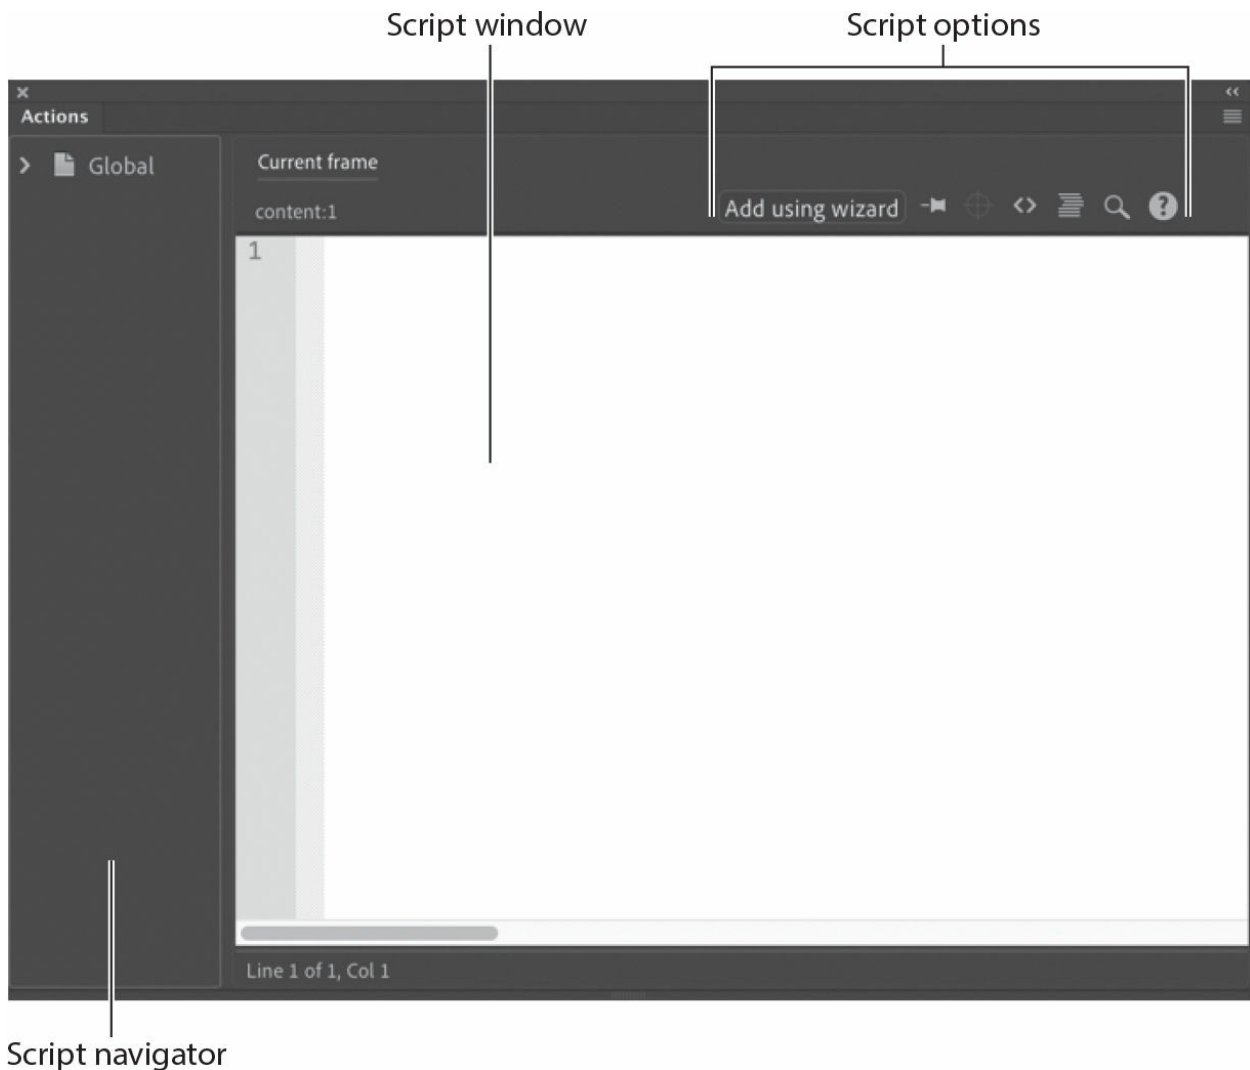 Script window
Script options
Actions
Global
Current frame
content:1
Add using wizard
1
Line 1 of 1, Col 1
Script navigator